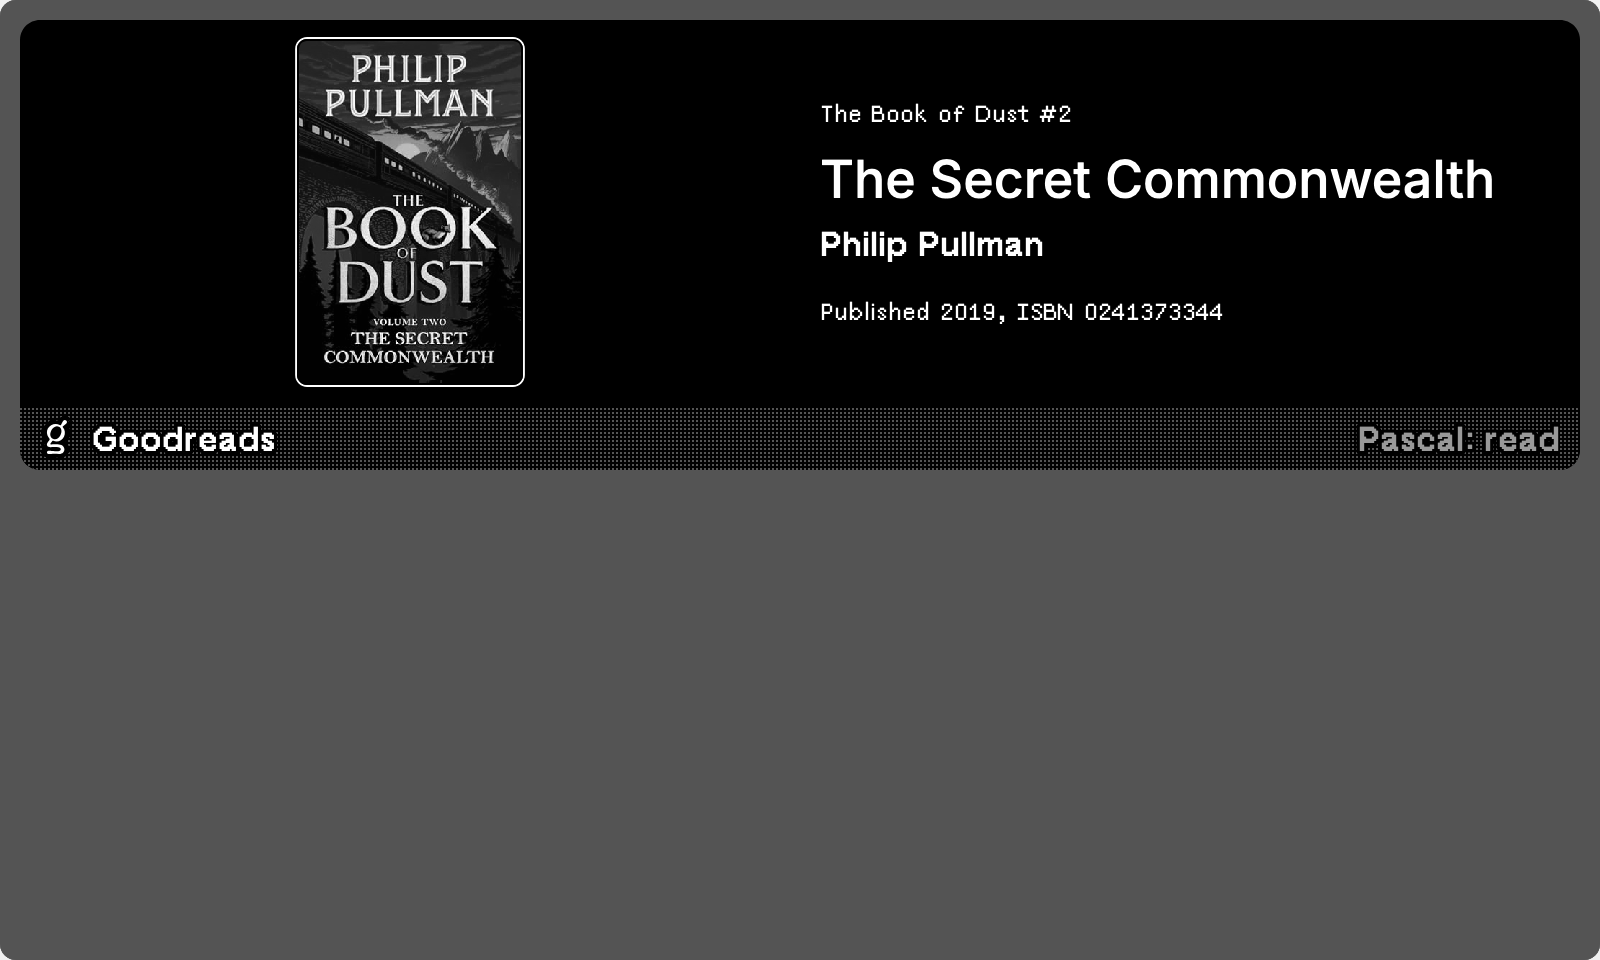 PHILIP
PULLMAN
THE
BOOK
OF
DUST
VOLUME TWO
THE SECRET
COMMONWEALTH
The Book of Dust #2
The Secret Commonwealth
Philip Pullman
Published 2019, ISBN 0241373344
g Goodreads
Pascal: read